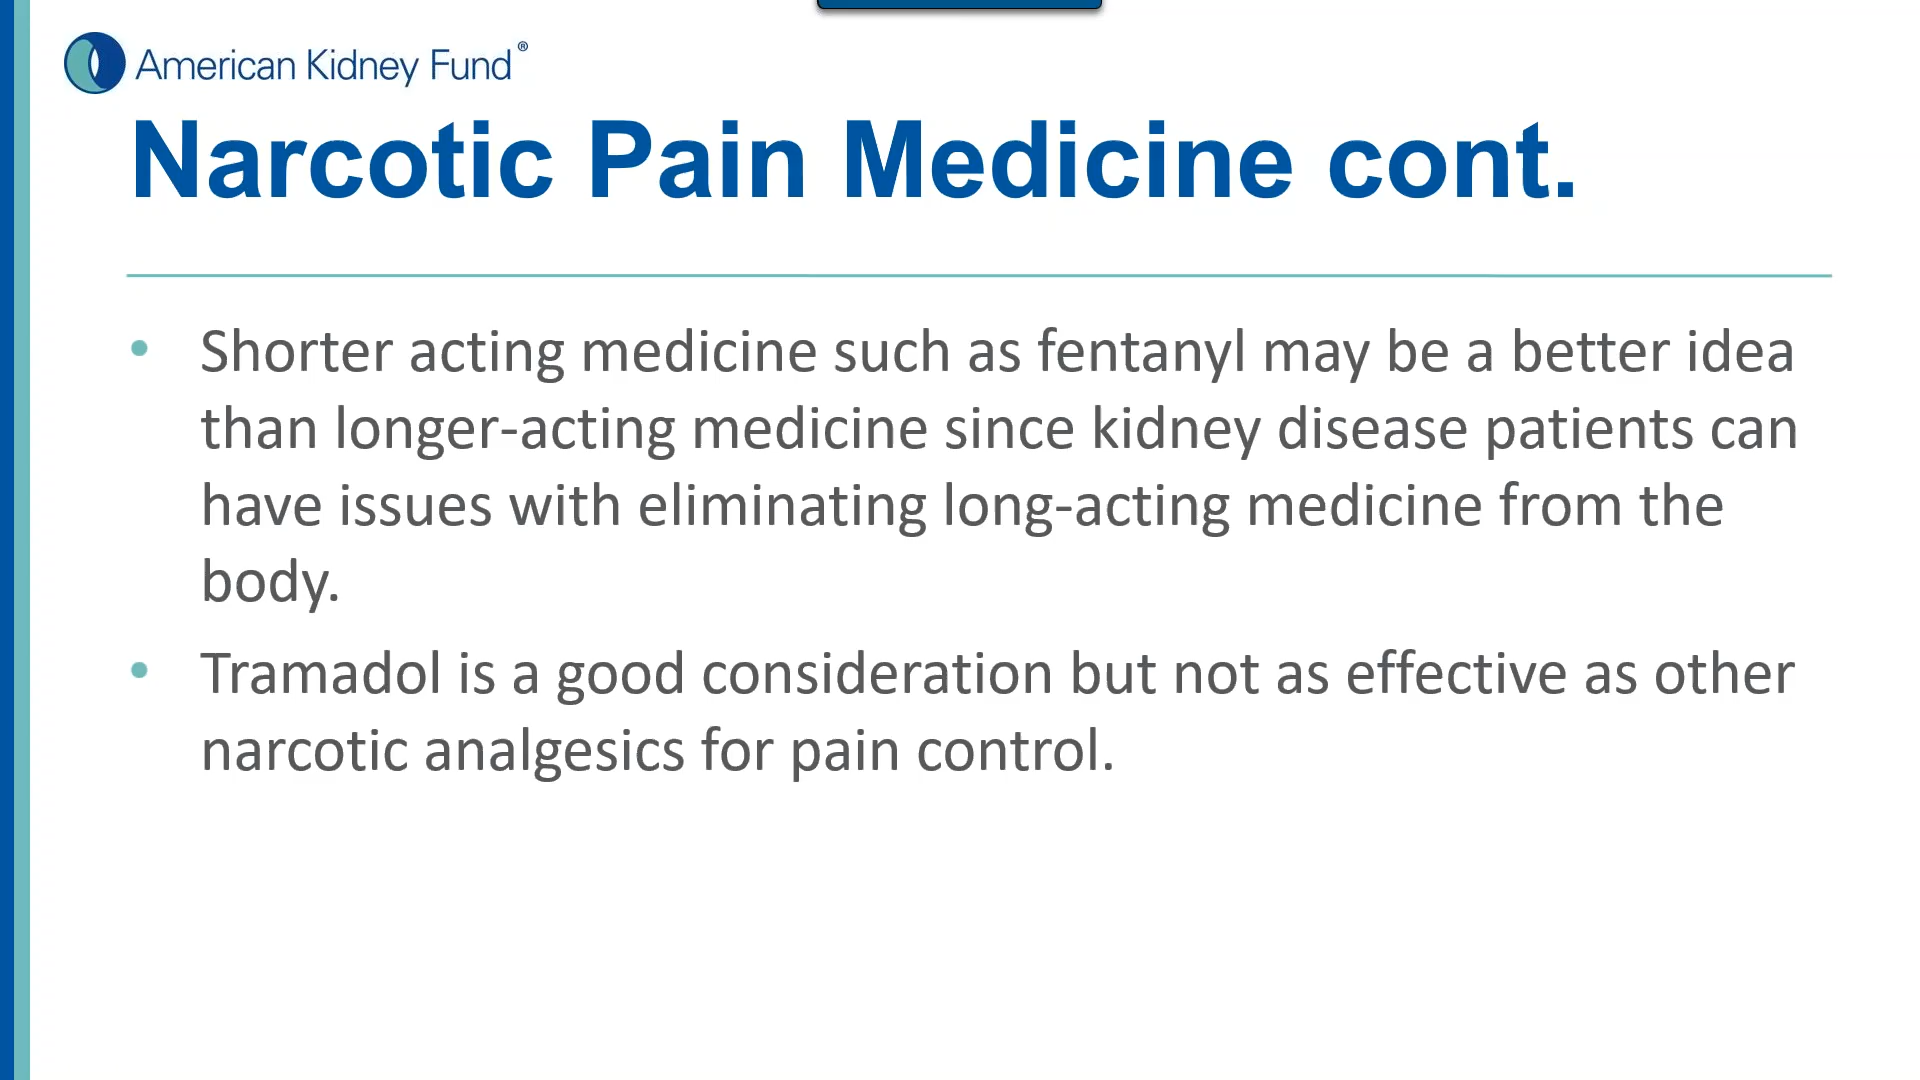 American Kidney Fund®
Narcotic Pain Medicine cont.
• Shorter acting medicine such as fentanyl may be a better idea
than longer-acting medicine since kidney disease patients can
have issues with eliminating long-acting medicine from the
body.
• Tramadol is a good consideration but not as effective as other
narcotic analgesics for pain control.